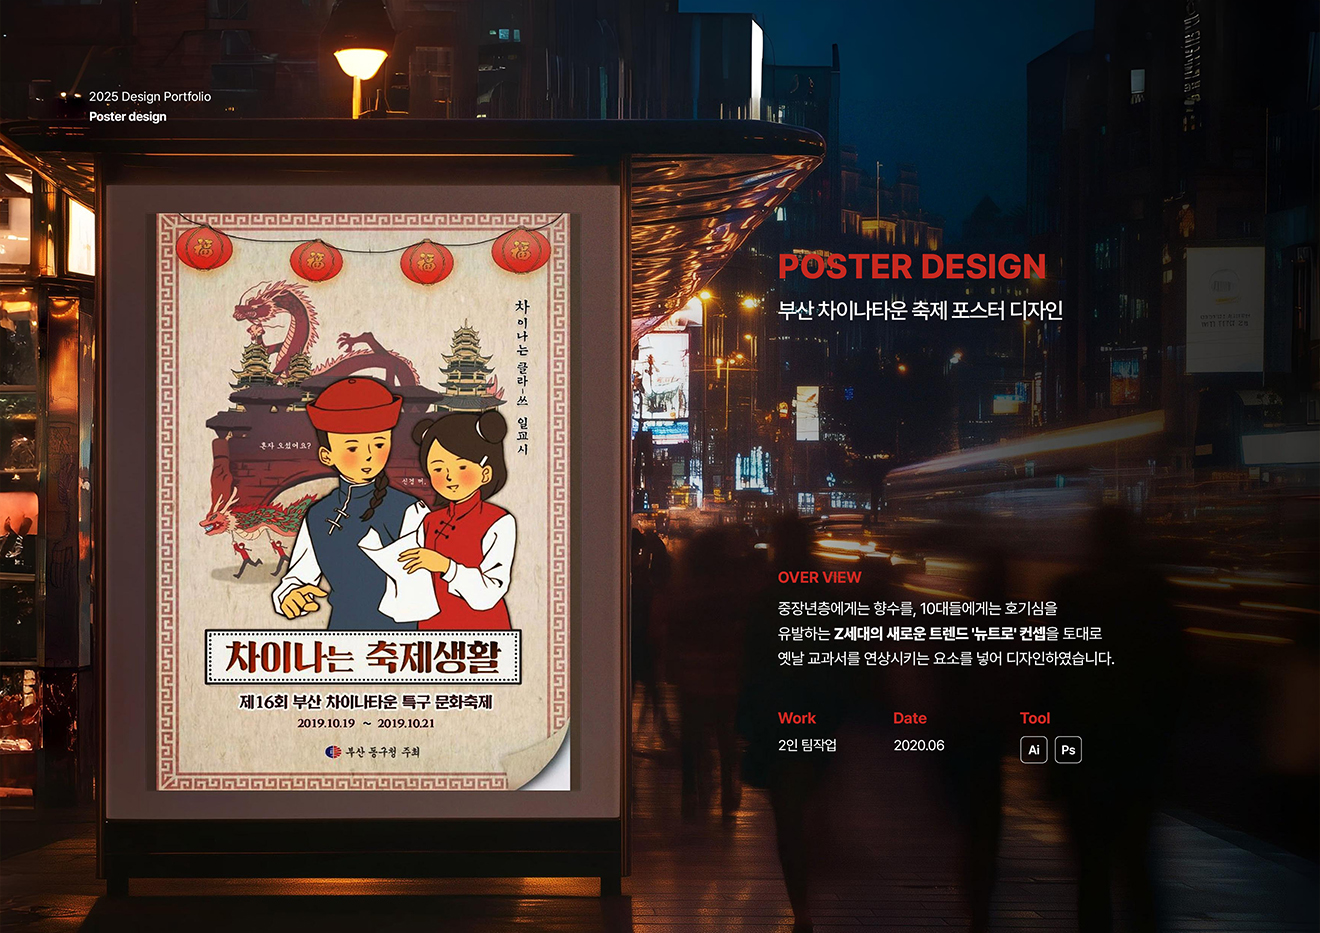 2025 Design Portfolio
Poster design
福
福
福
福
차이나는 클라-쓰 일교시
혼자 오셨어요?
차이나는 축제생활
제16회 부산 차이나타운 특구 문화축제
2019.10.19 ~ 2019.10.21
부산 동구청 주최
POSTER DESIGN
부산 차이나타운 축제 포스터 디자인
OVER VIEW
중장년층에게는 향수를, 10대들에게는 호기심을
유발하는 Z세대의 새로운 트렌드 '뉴트로' 컨셉을 토대로
옛날 교과서를 연상시키는 요소를 넣어 디자인하였습니다.
Work
2인 팀작업
Date
2020.06
Tool
Ai
Ps